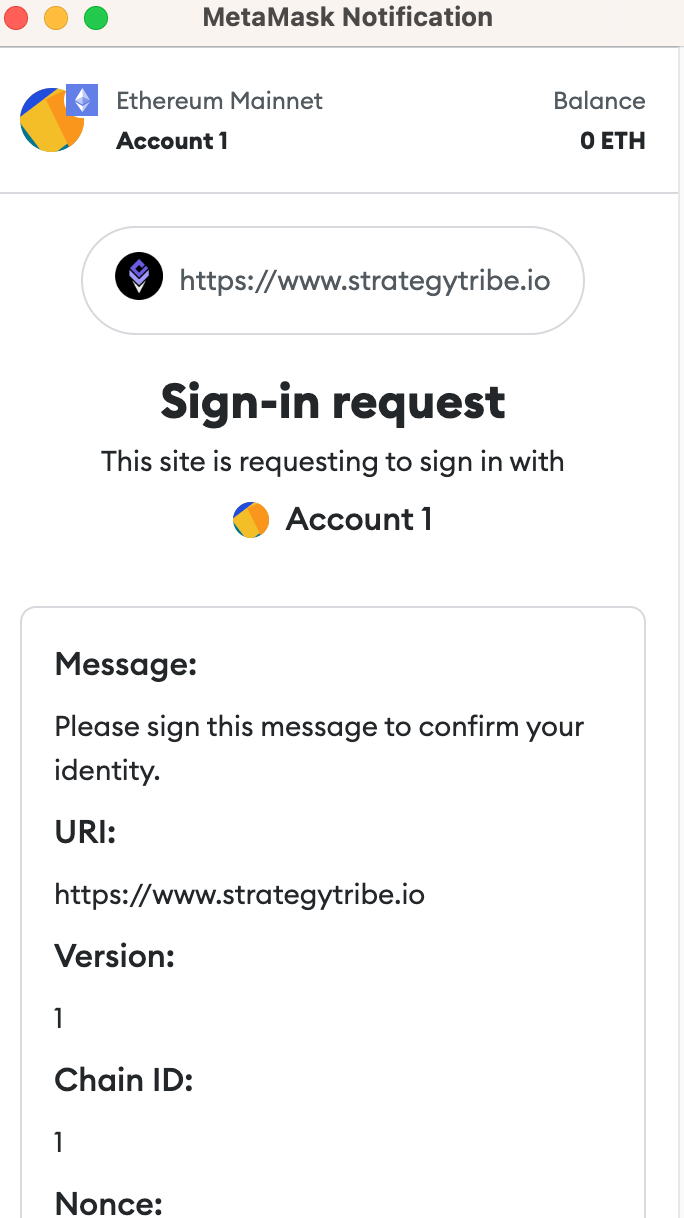 MetaMask Notification
Ethereum Mainnet
Balance
Account 1
0 ETH
https://www.strategytribe.io
Sign-in request
This site is requesting to sign in with
Account 1
Message:
Please sign this message to confirm your
identity.
URI:
https://www.strategytribe.io
Version:
1
Chain ID:
1
Nonce: